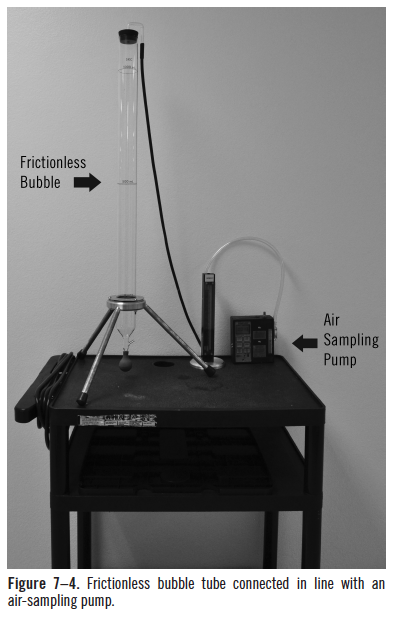 Frictionless
Bubble
Air
Sampling
Pump
Figure 7–4. Frictionless bubble tube connected in line with an
air-sampling pump.